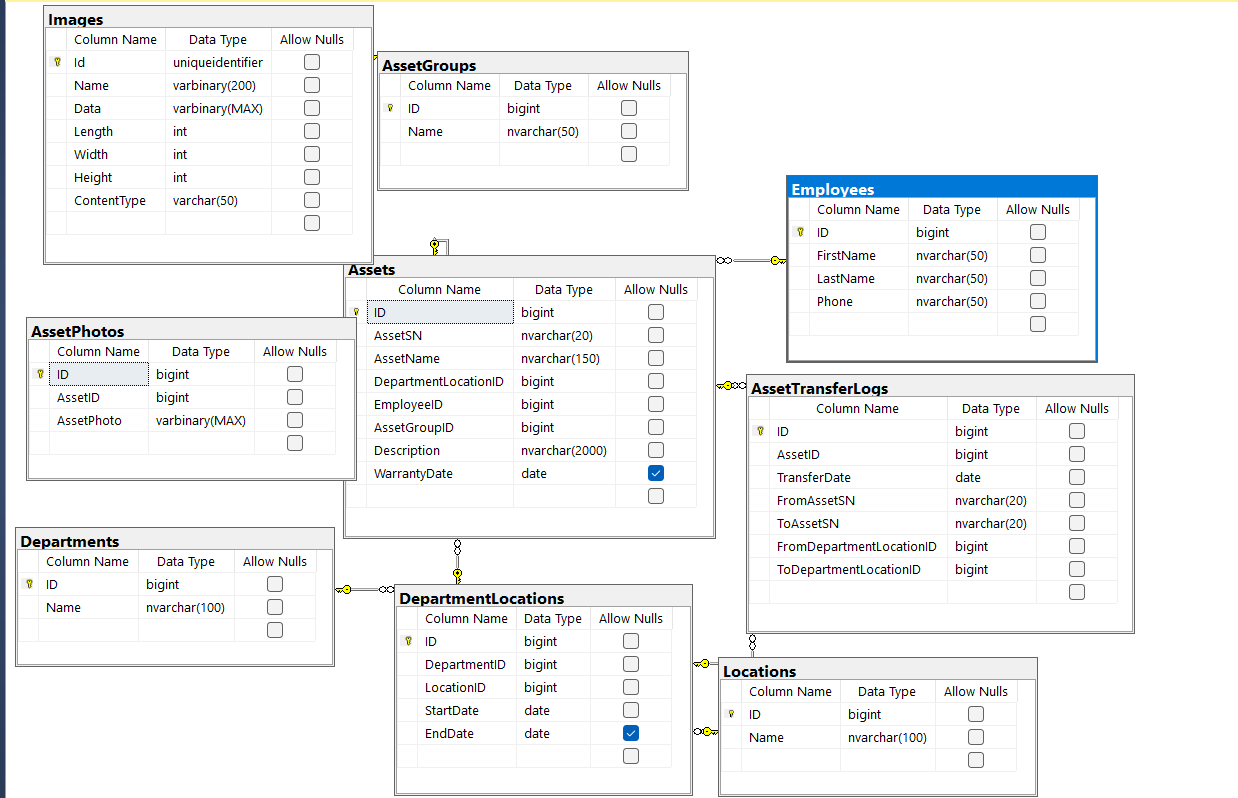 Images
Column Name Data Type Allow Nulls
Id uniqueidentifier
Name varbinary(200)
Data varbinary(MAX)
Length int
Width int
Height int
ContentType varchar(50)
AssetGroups
Column Name Data Type Allow Nulls
ID bigint
Name nvarchar(50)
Employees
Column Name Data Type Allow Nulls
ID bigint
FirstName nvarchar(50)
LastName nvarchar(50)
Phone nvarchar(50)
Assets
Column Name Data Type Allow Nulls
ID bigint
AssetSN nvarchar(20)
AssetName nvarchar(150)
DepartmentLocationID bigint
EmployeeID bigint
AssetGroupID bigint
Description nvarchar(2000)
WarrantyDate date
AssetPhotos
Column Name Data Type Allow Nulls
ID bigint
AssetID bigint
AssetPhoto varbinary(MAX)
AssetTransferLogs
Column Name Data Type Allow Nulls
ID bigint
AssetID bigint
TransferDate date
FromAssetSN nvarchar(20)
ToAssetSN nvarchar(20)
FromDepartmentLocationID bigint
ToDepartmentLocationID bigint
Departments
Column Name Data Type Allow Nulls
ID bigint
Name nvarchar(100)
DepartmentLocations
Column Name Data Type Allow Nulls
ID bigint
DepartmentID bigint
LocationID bigint
StartDate date
EndDate date
Locations
Column Name Data Type Allow Nulls
ID bigint
Name nvarchar(100)